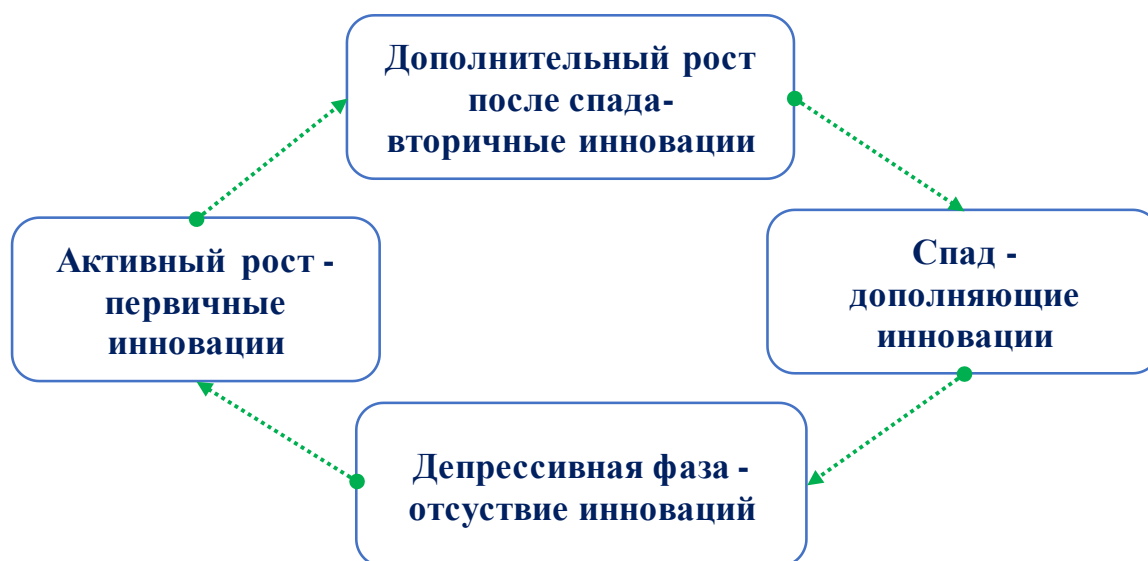 Дополнительный рост
после спада-
вторичные инновации
Активный рост -
первичные
инновации
Спад -
дополняющие
инновации
Депрессивная фаза -
отсуствие инноваций